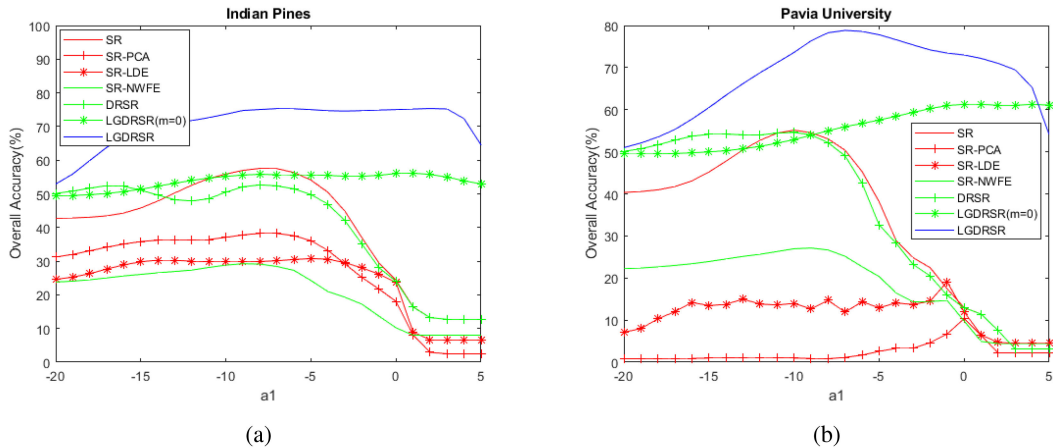 Indian Pines
100
90
80
70
60
50
40
30
20
10
0
Overall Accuracy(%)
SR
SR-PCA
SR-LDE
SR-NWFE
DRSR
LGDRSR(m=0)
LGDRSR
-20
-15
-10
-5
0
5
a1
(a)
Pavia University
80
70
60
50
40
30
20
10
0
Overall Accuracy(%)
SR
SR-PCA
SR-LDE
SR-NWFE
DRSR
LGDRSR(m=0)
LGDRSR
-20
-15
-10
-5
0
5
a1
(b)